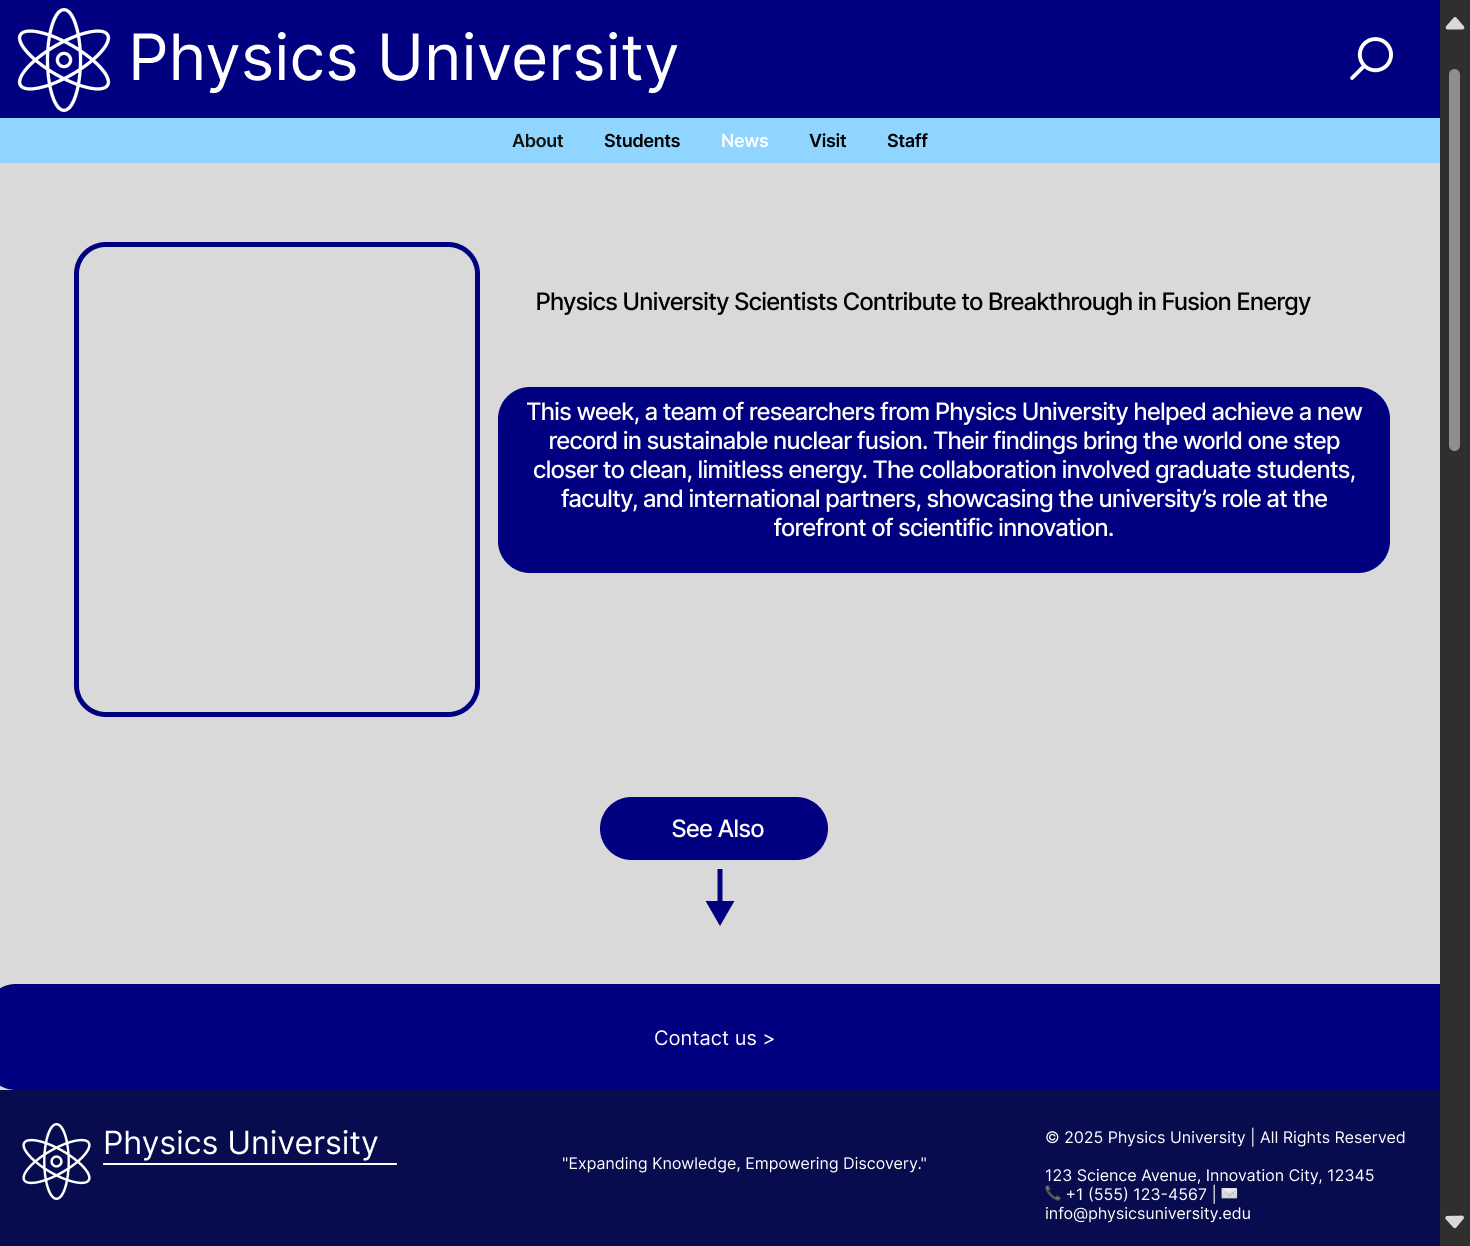 Physics University
About Students News Visit Staff
Physics University Scientists Contribute to Breakthrough in Fusion Energy
This week, a team of researchers from Physics University helped achieve a new
record in sustainable nuclear fusion. Their findings bring the world one step
closer to clean, limitless energy. The collaboration involved graduate students,
faculty, and international partners, showcasing the university’s role at the
forefront of scientific innovation.
See Also
Contact us >
Physics University
"Expanding Knowledge, Empowering Discovery."
© 2025 Physics University | All Rights Reserved
123 Science Avenue, Innovation City, 12345
📞 +1 (555) 123-4567 | ✉️
info@physicsuniversity.edu